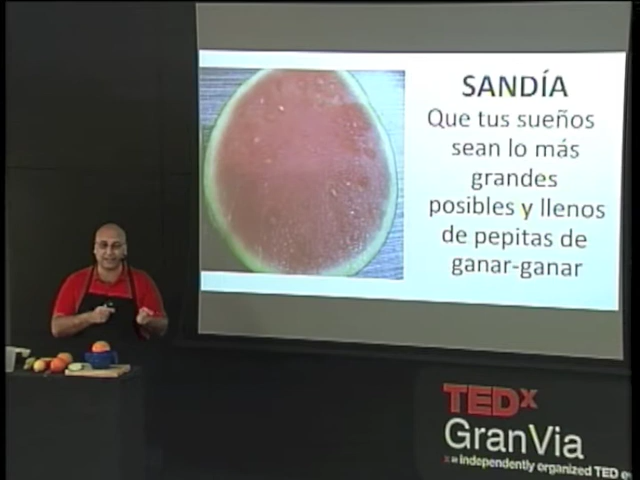 SANDÍA
Que tus sueños
sean lo más
grandes
posibles y llenos
de pepitas de
ganar-ganar
TEDx
GranVia
x = independently organized TED